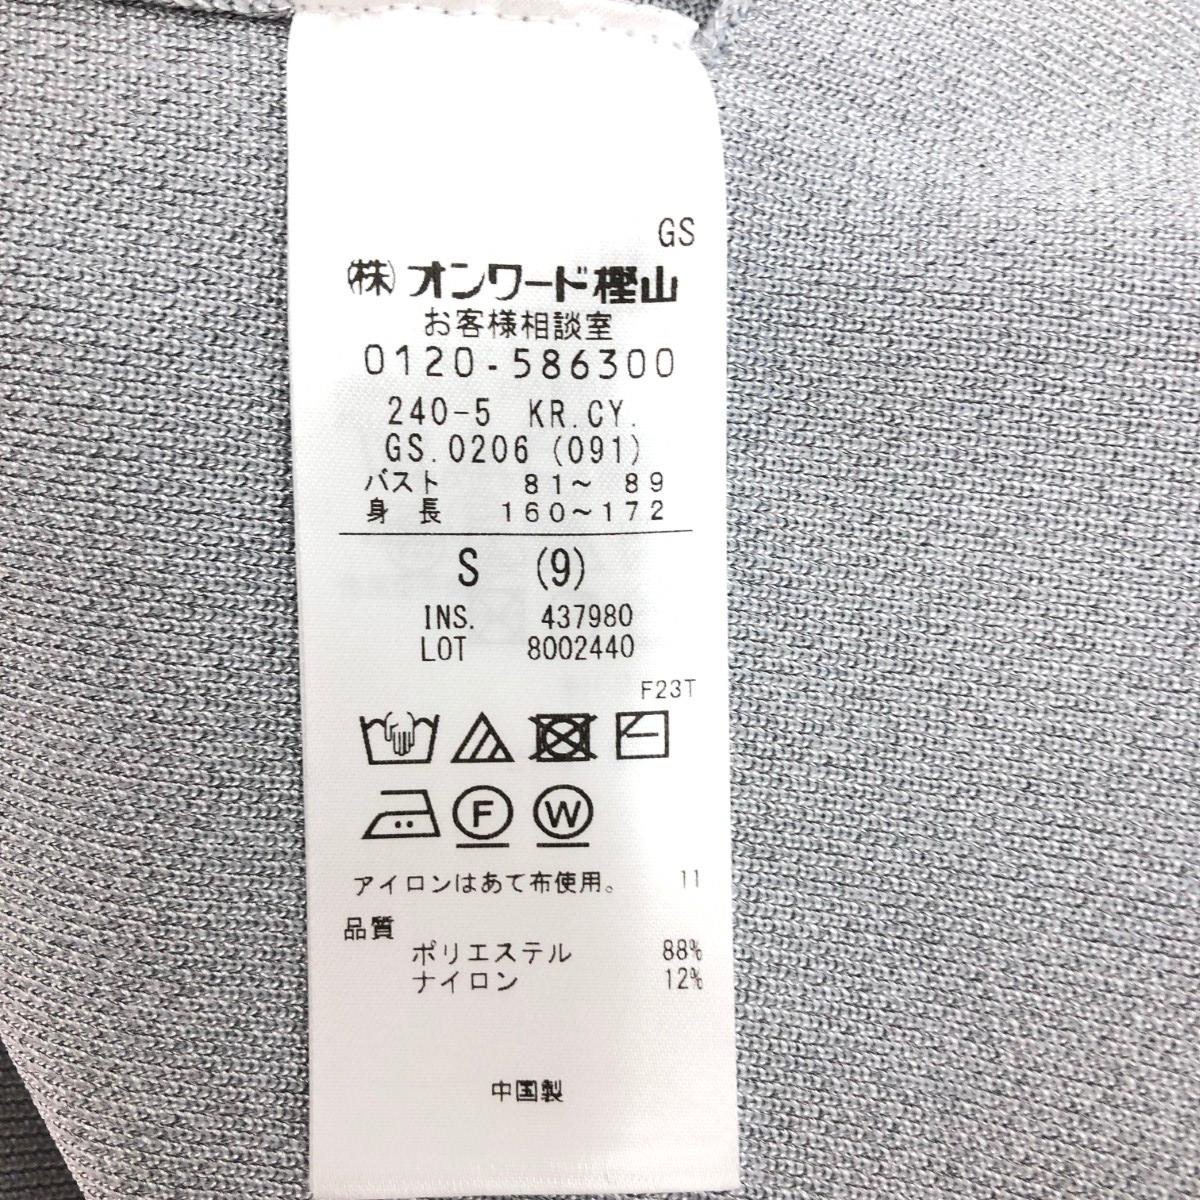 GS
(株)オンワード樫山
お客様相談室
0120-586300
240-5 KR.CY.
GS.0206 (091)
バスト 81〜 89
身長 160〜172
S (9)
INS. 437980
LOT 8002440
F23T
F W
アイロンはあて布使用。 11
品質
ポリエステル 88%
ナイロン 12%
中国製